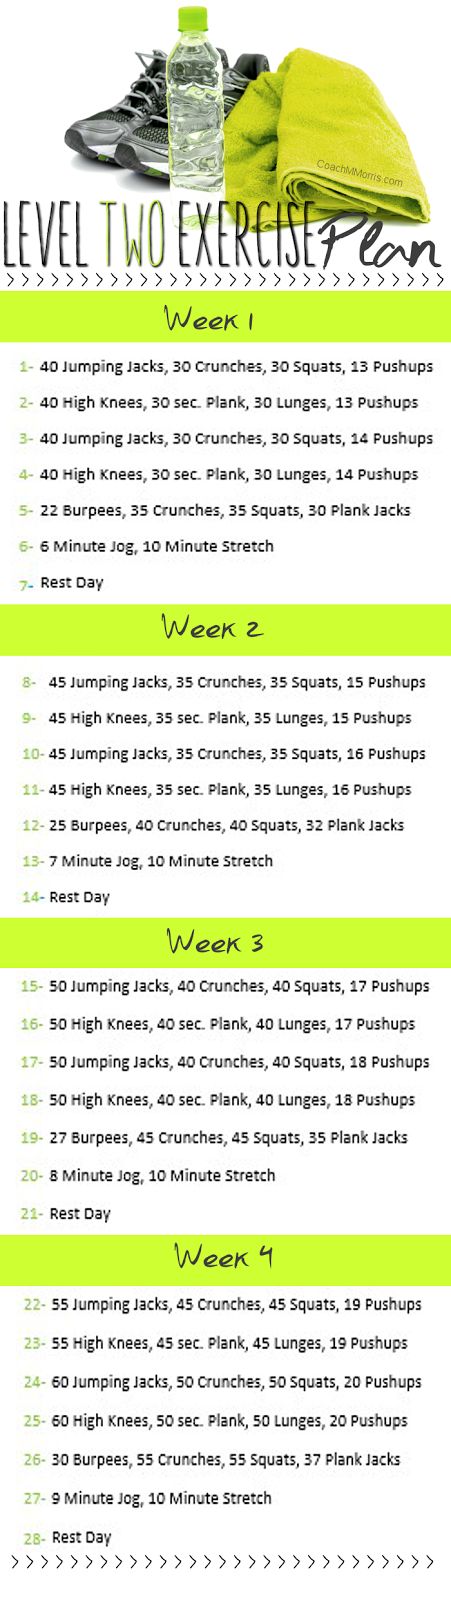 CoachMMorris.com
LEVEL TWO EXERCISE Plan
Week 1
1- 40 Jumping Jacks, 30 Crunches, 30 Squats, 13 Pushups
2- 40 High Knees, 30 sec. Plank, 30 Lunges, 13 Pushups
3- 40 Jumping Jacks, 30 Crunches, 30 Squats, 14 Pushups
4- 40 High Knees, 30 sec. Plank, 30 Lunges, 14 Pushups
5- 22 Burpees, 35 Crunches, 35 Squats, 30 Plank Jacks
6- 6 Minute Jog, 10 Minute Stretch
7- Rest Day
Week 2
8- 45 Jumping Jacks, 35 Crunches, 35 Squats, 15 Pushups
9- 45 High Knees, 35 sec. Plank, 35 Lunges, 15 Pushups
10- 45 Jumping Jacks, 35 Crunches, 35 Squats, 16 Pushups
11- 45 High Knees, 35 sec. Plank, 35 Lunges, 16 Pushups
12- 25 Burpees, 40 Crunches, 40 Squats, 32 Plank Jacks
13- 7 Minute Jog, 10 Minute Stretch
14- Rest Day
Week 3
15- 50 Jumping Jacks, 40 Crunches, 40 Squats, 17 Pushups
16- 50 High Knees, 40 sec. Plank, 40 Lunges, 17 Pushups
17- 50 Jumping Jacks, 40 Crunches, 40 Squats, 18 Pushups
18- 50 High Knees, 40 sec. Plank, 40 Lunges, 18 Pushups
19- 27 Burpees, 45 Crunches, 45 Squats, 35 Plank Jacks
20- 8 Minute Jog, 10 Minute Stretch
21- Rest Day
Week 4
22- 55 Jumping Jacks, 45 Crunches, 45 Squats, 19 Pushups
23- 55 High Knees, 45 sec. Plank, 45 Lunges, 19 Pushups
24- 60 Jumping Jacks, 50 Crunches, 50 Squats, 20 Pushups
25- 60 High Knees, 50 sec. Plank, 50 Lunges, 20 Pushups
26- 30 Burpees, 55 Crunches, 55 Squats, 37 Plank Jacks
27- 9 Minute Jog, 10 Minute Stretch
28- Rest Day